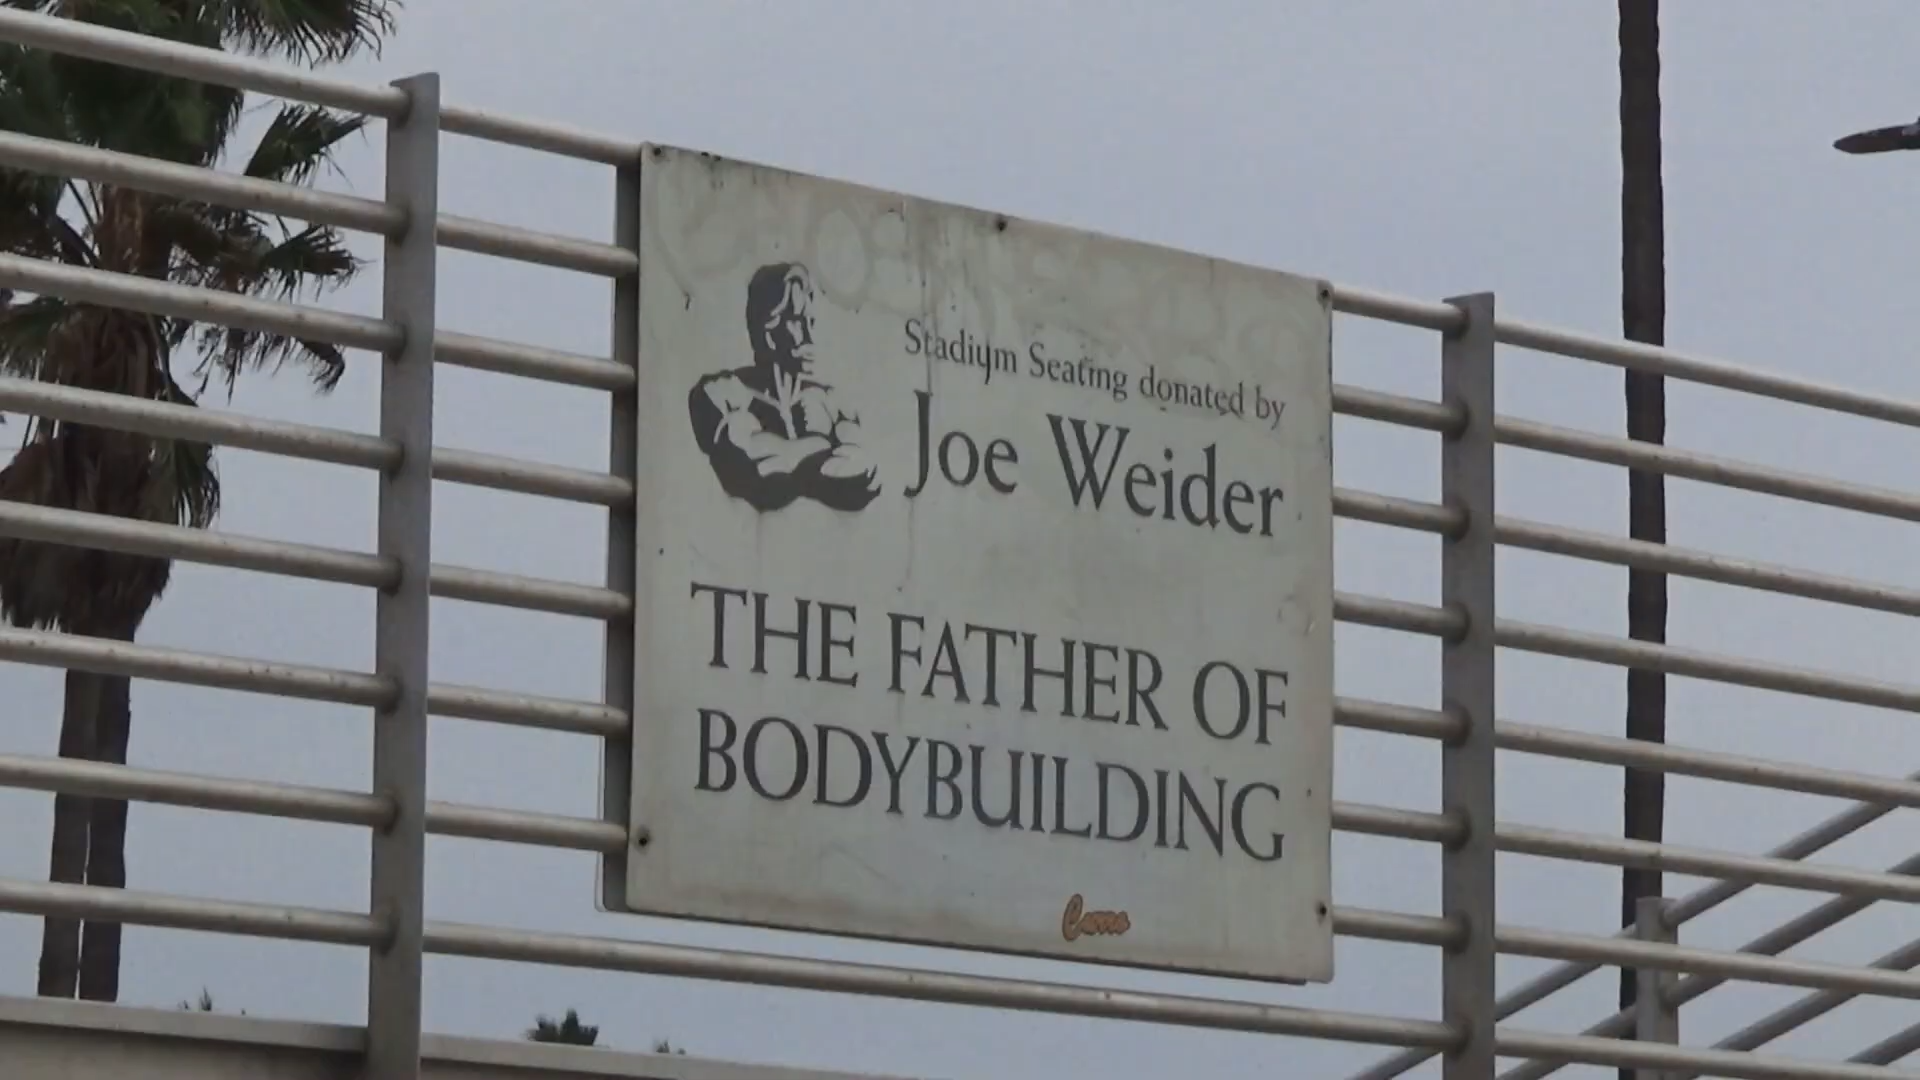 Stadium Seating donated by
Joe Weider
THE FATHER OF
BODYBUILDING